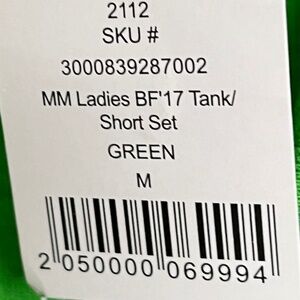 2112
SKU #
3000839287002
MM Ladies BF'17 Tank/
Short Set
GREEN
M
2 050000 069994